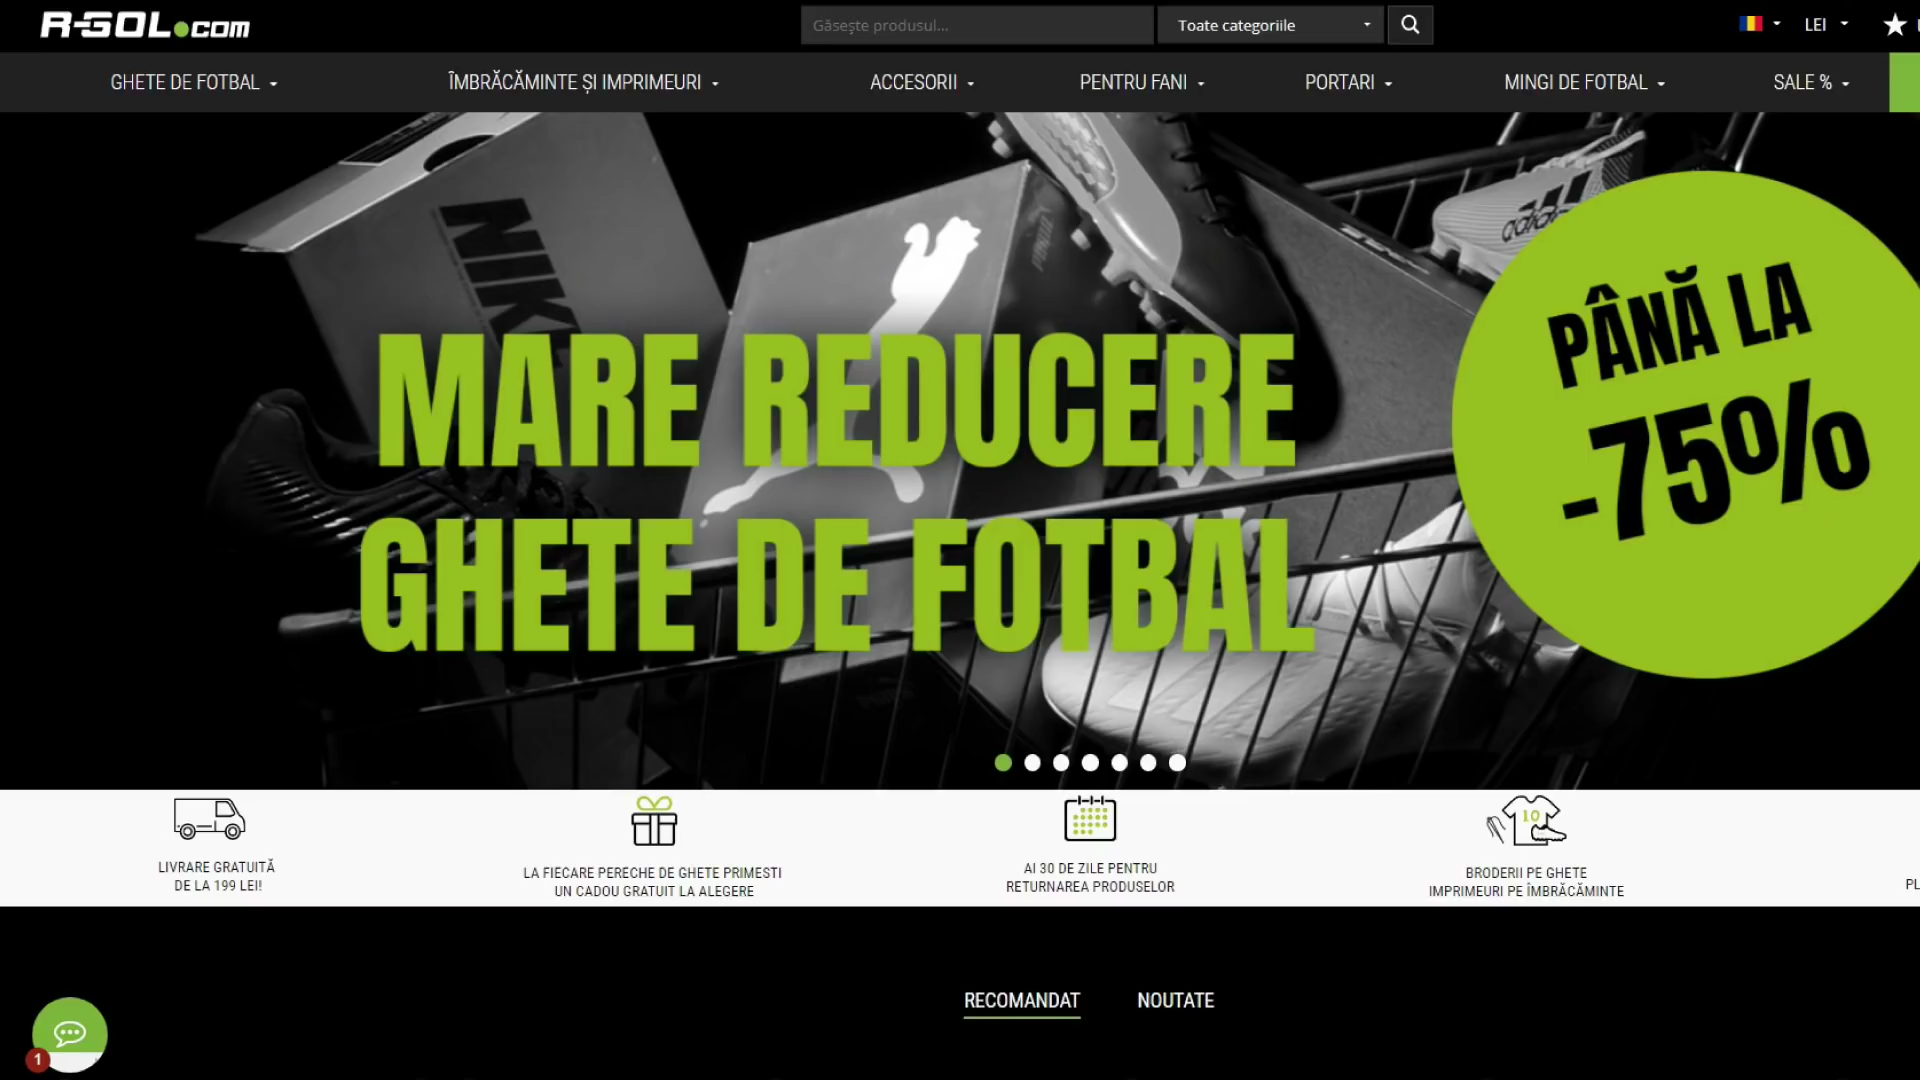 R-GOL.com
Găsește produsul...
Toate categoriile
LEI
GHETE DE FOTBAL
ÎMBRĂCĂMINTE ȘI IMPRIMEURI
ACCESORII
PENTRU FANI
PORTARI
MINGI DE FOTBAL
SALE %
NIK
adidas
PÂNĂ LA
-75%
MARE REDUCERE
GHETE DE FOTBAL
LIVRARE GRATUITĂ
DE LA 199 LEI!
LA FIECARE PERECHE DE GHETE PRIMESTI
UN CADOU GRATUIT LA ALEGERE
AI 30 DE ZILE PENTRU
RETURNAREA PRODUSELOR
10
BRODERII PE GHETE
IMPRIMEURI PE ÎMBRĂCĂMINTE
PL
RECOMANDAT
NOUTATE
1